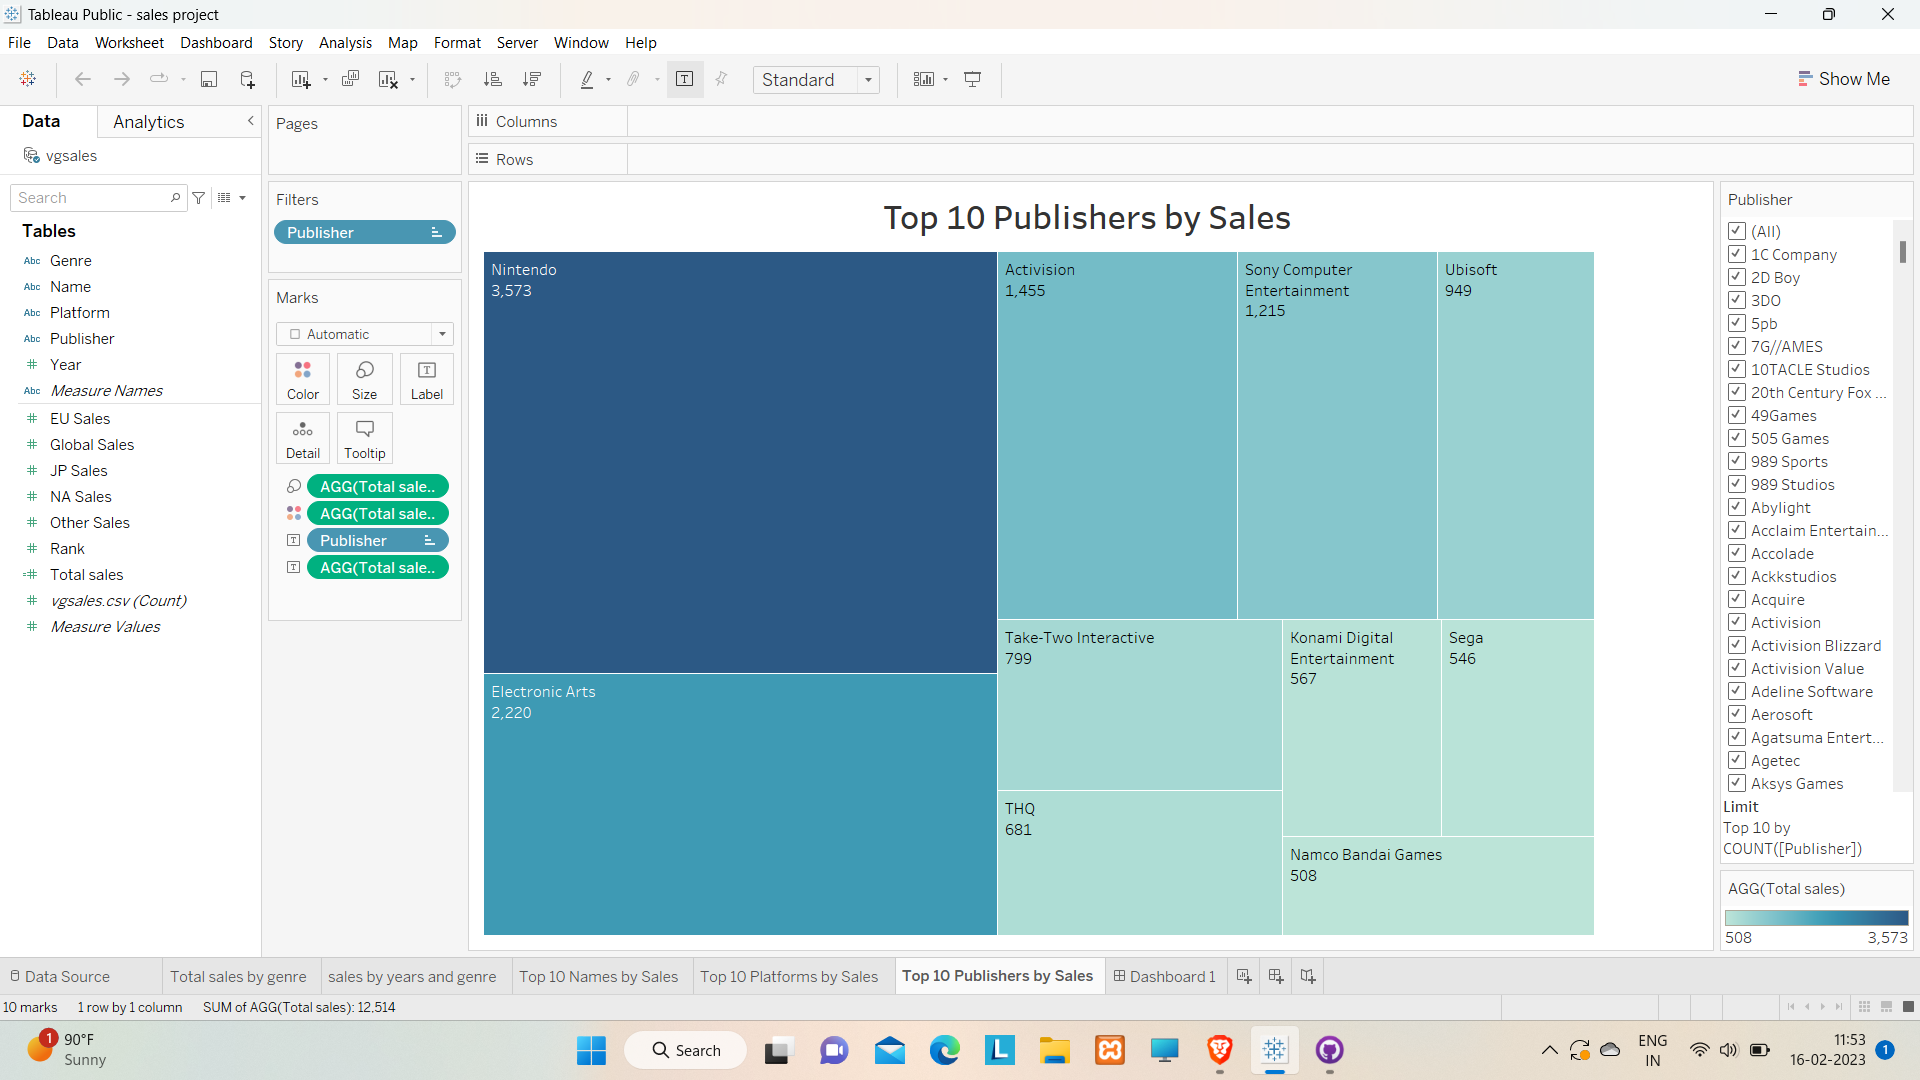 Tableau Public - sales project
File Data Worksheet Dashboard Story Analysis Map Format Server Window Help
Standard
Show Me
Data
Analytics
vgsales
Search
Tables
Abc Genre
Abc Name
Abc Platform
Abc Publisher
Year
Abc Measure Names
EU Sales
Global Sales
JP Sales
NA Sales
Other Sales
Rank
Total sales
vgsales.csv (Count)
Measure Values
Pages
Filters
Publisher
Marks
Automatic
Color Size Label
Detail Tooltip
AGG(Total sale..
AGG(Total sale..
Publisher
AGG(Total sale..
Columns
Rows
Top 10 Publishers by Sales
Nintendo
3,573
Electronic Arts
2,220
Activision
1,455
Sony Computer
Entertainment
1,215
Ubisoft
949
Take-Two Interactive
799
THQ
681
Konami Digital
Entertainment
567
Sega
546
Namco Bandai Games
508
Publisher
(All)
1C Company
2D Boy
3DO
5pb
7G//AMES
10TACLE Studios
20th Century Fox ...
49Games
505 Games
989 Sports
989 Studios
Abylight
Acclaim Entertain...
Accolade
Ackkstudios
Acquire
Activision
Activision Blizzard
Activision Value
Adeline Software
Aerosoft
Agatsuma Entert...
Agetec
Aksys Games
Limit
Top 10 by
COUNT([Publisher])
AGG(Total sales)
508 3,573
Data Source Total sales by genre sales by years and genre Top 10 Names by Sales Top 10 Platforms by Sales Top 10 Publishers by Sales Dashboard 1
10 marks 1 row by 1 column SUM of AGG(Total sales): 12,514
1
90°F
Sunny
Search
L
ENG
IN
11:53
16-02-2023
1